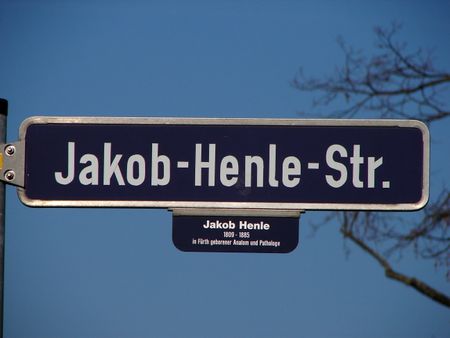 Jakob-Henle-Str.
Jakob Henle
1809 - 1885
in Fürth geborener Anatom und Pathologe